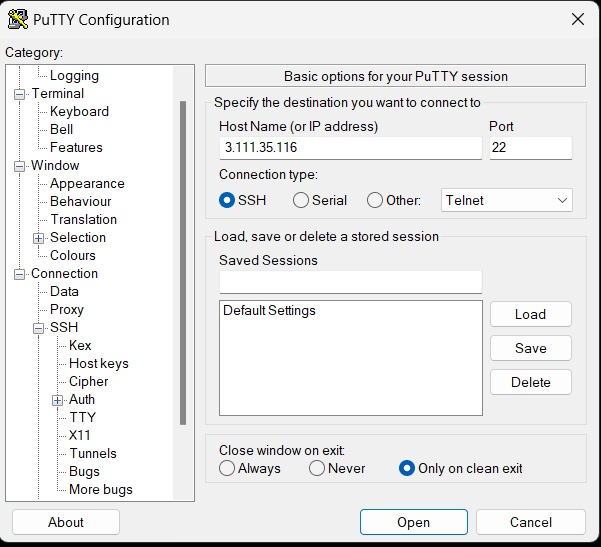 PuTTY Configuration
Category:
Logging
Terminal
Keyboard
Bell
Features
Window
Appearance
Behaviour
Translation
Selection
Colours
Connection
Data
Proxy
SSH
Kex
Host keys
Cipher
Auth
TTY
X11
Tunnels
Bugs
More bugs
Basic options for your PuTTY session
Specify the destination you want to connect to
Host Name (or IP address) Port
3.111.35.116 22
Connection type:
SSH Serial Other: Telnet
Load, save or delete a stored session
Saved Sessions
Default Settings
Load
Save
Delete
Close window on exit:
Always Never Only on clean exit
About Open Cancel